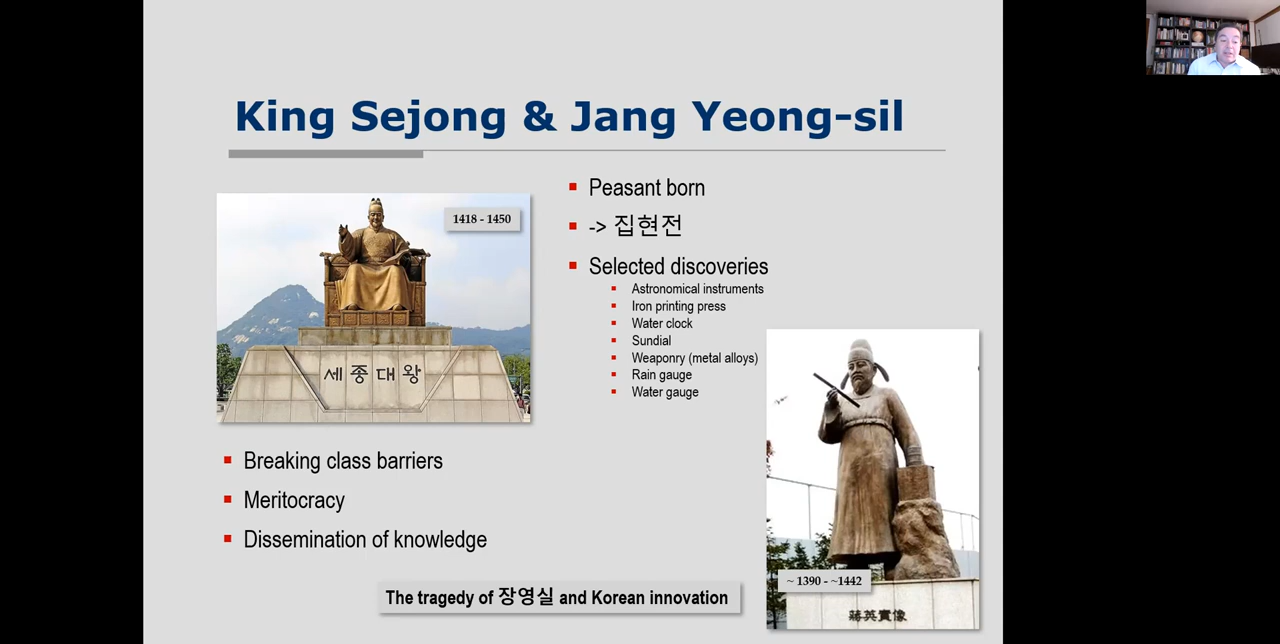 King Sejong & Jang Yeong-sil
1418 - 1450
세종대왕
Breaking class barriers
Meritocracy
Dissemination of knowledge
Peasant born
-> 집현전
Selected discoveries
Astronomical instruments
Iron printing press
Water clock
Sundial
Weaponry (metal alloys)
Rain gauge
Water gauge
~ 1390 - ~1442
蔣英實像
The tragedy of 장영실 and Korean innovation